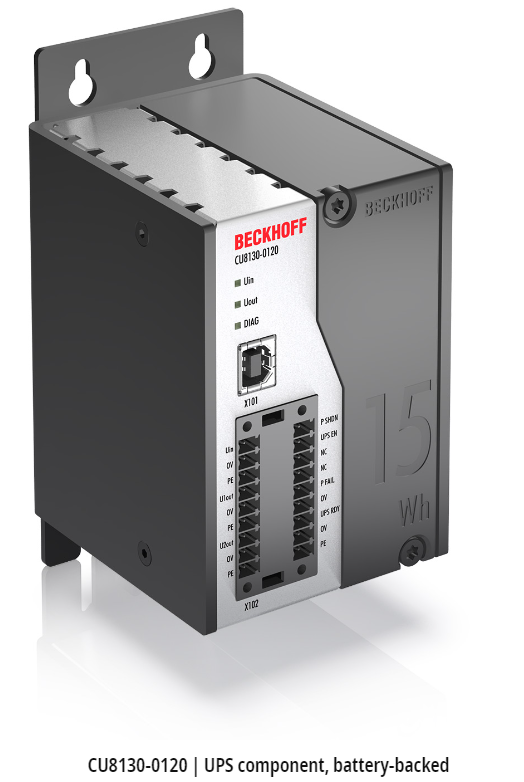 BECKHOFF
BECKHOFF
CU8130-0120
Uin
Uout
DIAG
X101
15
Wh
Uin
0V
PE
U1out
0V
PE
U2out
0V
PE
P SHDN
UPS EN
NC
NC
P FAIL
0V
UPS RDY
0V
PE
X102
CU8130-0120 | UPS component, battery-backed